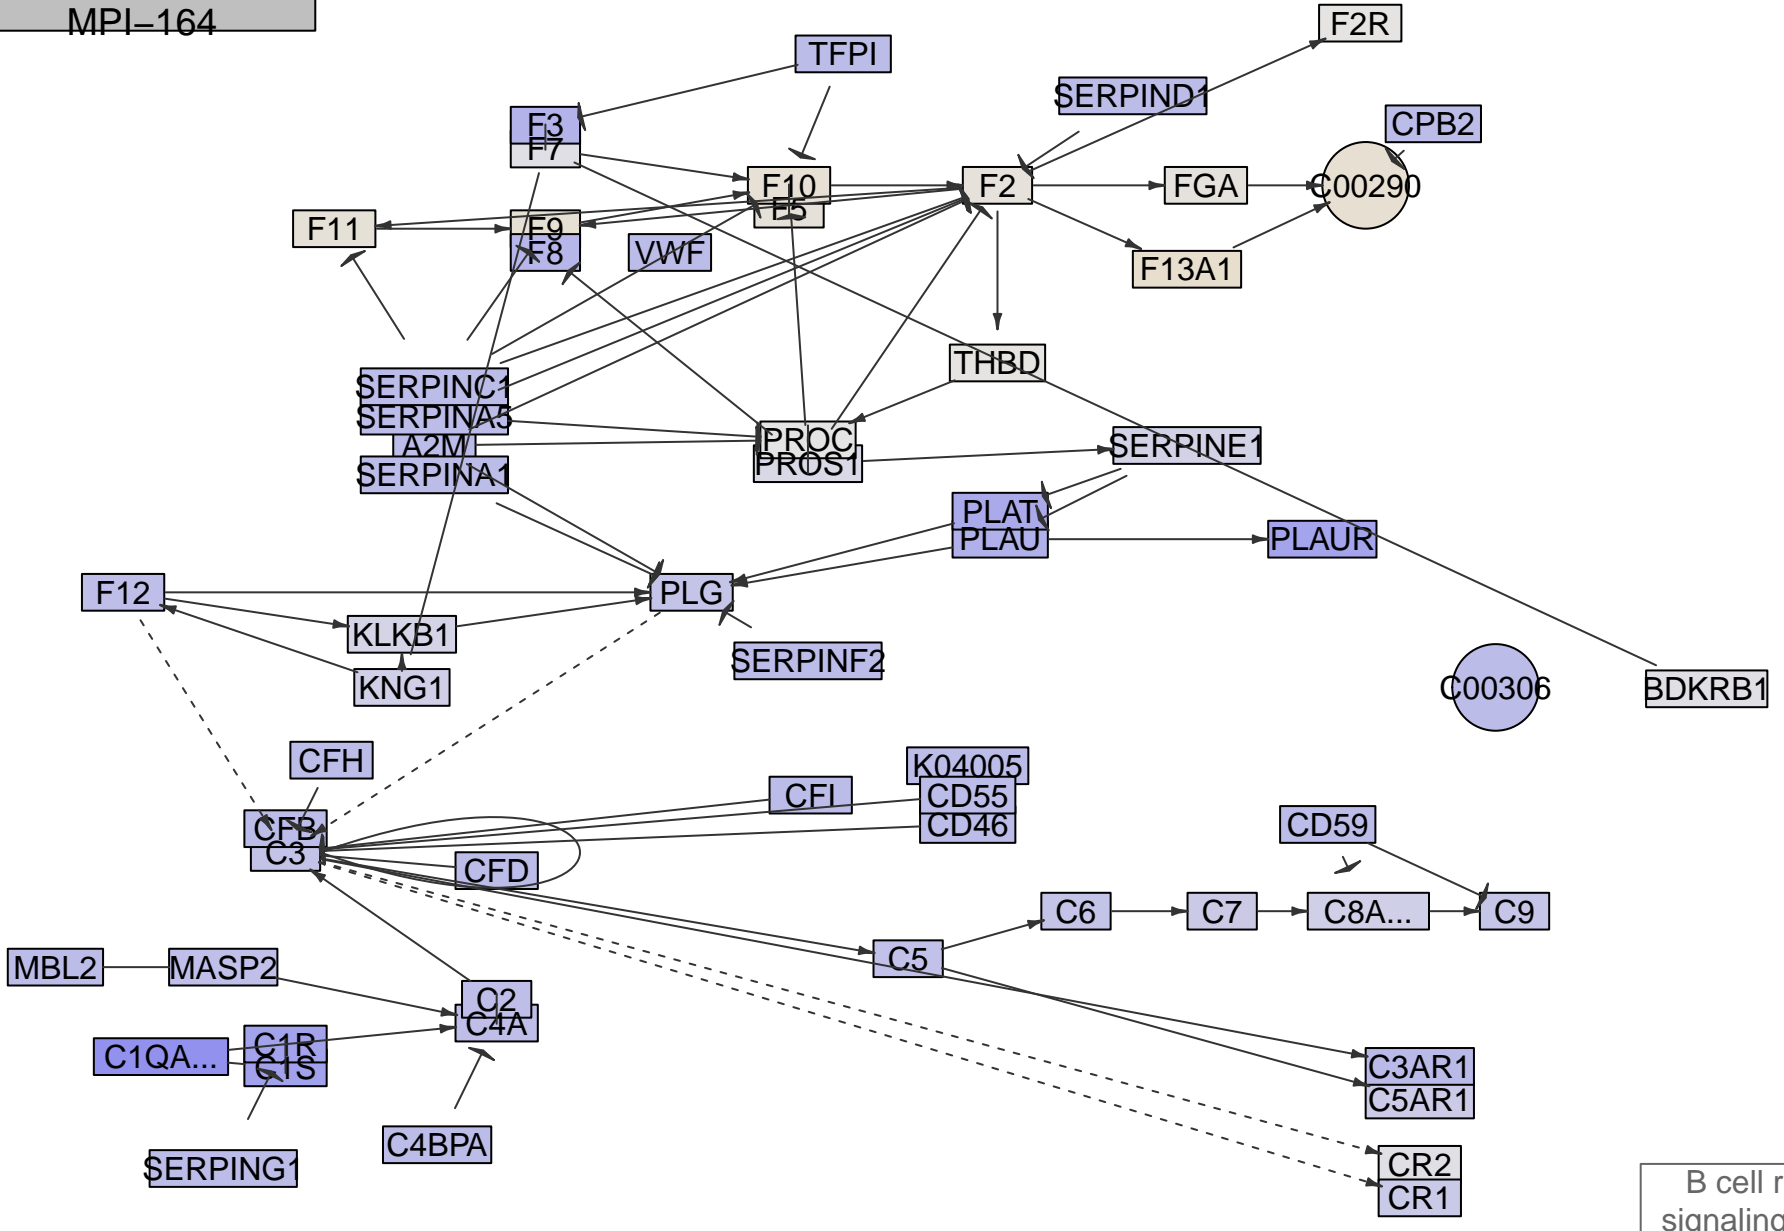 MPI–164
F2R
TFPI
SERPIND1
CPB2
F3
F7
F10
F5
F2
FGA
C00290
F11
F9
F8
VWF
F13A1
THBD
SERPINC1
SERPINA5
A2M
SERPINA1
PROC
PROS1
SERPINE1
PLAT
PLAU
PLAUR
F12
PLG
KLKB1
KNG1
SERPINF2
C00306
BDKRB1
CFH
K04005
CFI
CD55
CD46
CFB
C3
CFD
CD59
C6
C7
C8A...
C9
C5
MBL2
MASP2
C2
C4A
C1QA...
C1R
C1S
C3AR1
C5AR1
C4BPA
SERPING1
CR2
CR1
B cell r
signaling